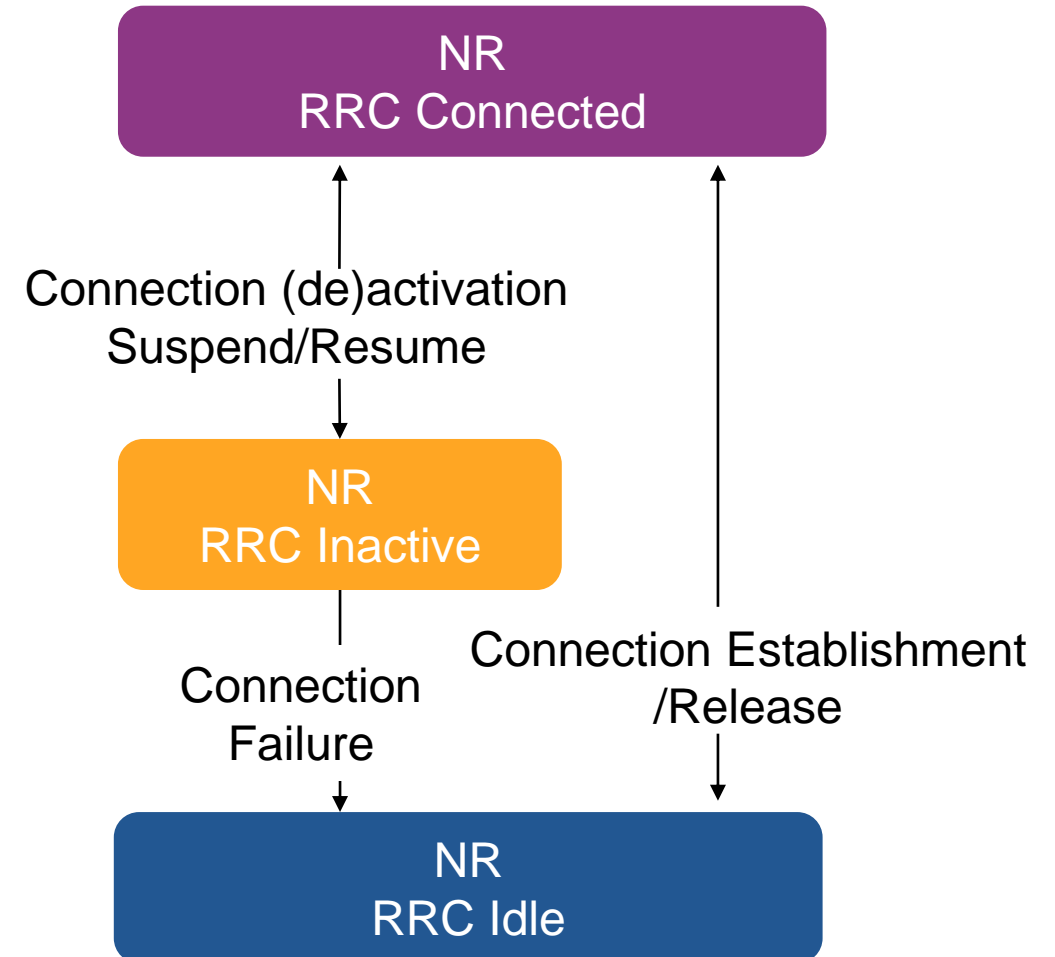 NR
RRC Connected
Connection (de)activation
Suspend/Resume
NR
RRC Inactive
Connection Establishment
/Release
Connection
Failure
NR
RRC Idle